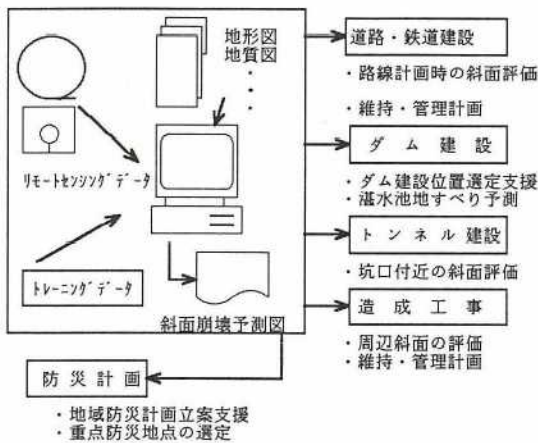 地形図
地質図
・
・
・
リモートセンシングデータ
トレーニングデータ
斜面崩壊予測図
道路・鉄道建設
・路線計画時の斜面評価
・維持・管理計画
ダム建設
・ダム建設位置選定支援
・湛水池地すべり予測
トンネル建設
・坑口付近の斜面評価
造成工事
・周辺斜面の評価
・維持・管理計画
防災計画
・地域防災計画立案支援
・重点防災地点の選定